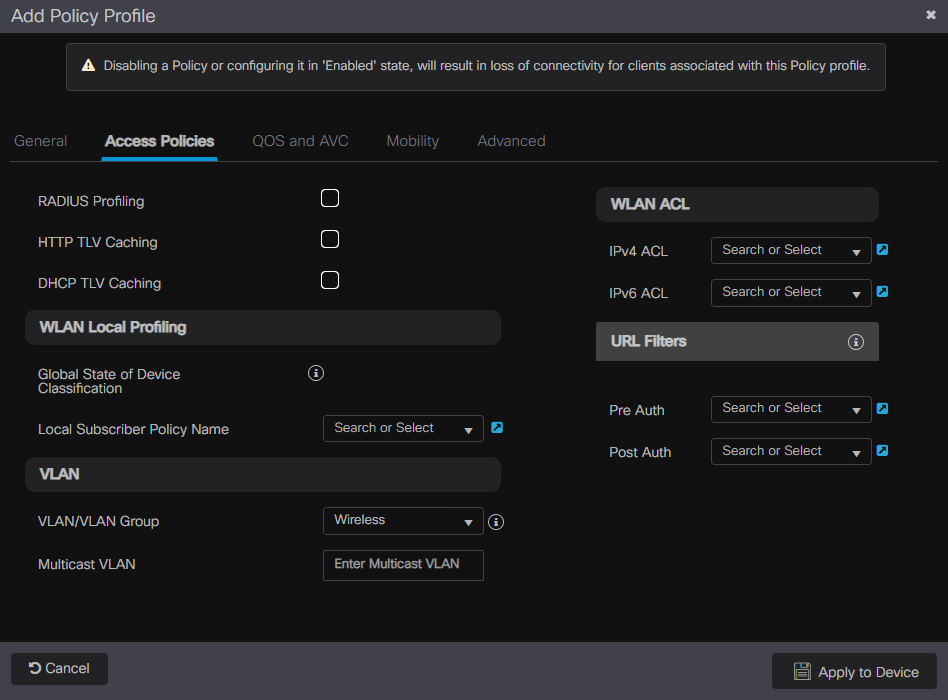 Add Policy Profile
Disabling a Policy or configuring it in 'Enabled' state, will result in loss of connectivity for clients associated with this Policy profile.
General
Access Policies
QOS and AVC
Mobility
Advanced
RADIUS Profiling
HTTP TLV Caching
DHCP TLV Caching
WLAN Local Profiling
Global State of Device
Classification
Local Subscriber Policy Name
Search or Select
VLAN
VLAN/VLAN Group
Wireless
Multicast VLAN
Enter Multicast VLAN
WLAN ACL
IPv4 ACL
Search or Select
IPv6 ACL
Search or Select
URL Filters
Pre Auth
Search or Select
Post Auth
Search or Select
Cancel
Apply to Device